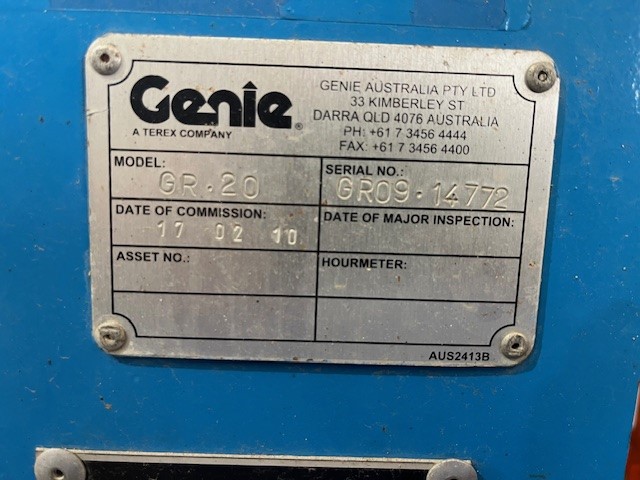 Genie
A TEREX COMPANY
GENIE AUSTRALIA PTY LTD
33 KIMBERLEY ST
DARRA QLD 4076 AUSTRALIA
PH: +61 7 3456 4444
FAX: +61 7 3456 4400
MODEL:
GR·20
SERIAL NO.:
GR09·14772
DATE OF COMMISSION:
17 02 10
DATE OF MAJOR INSPECTION:
ASSET NO.:
HOURMETER:
AUS2413B